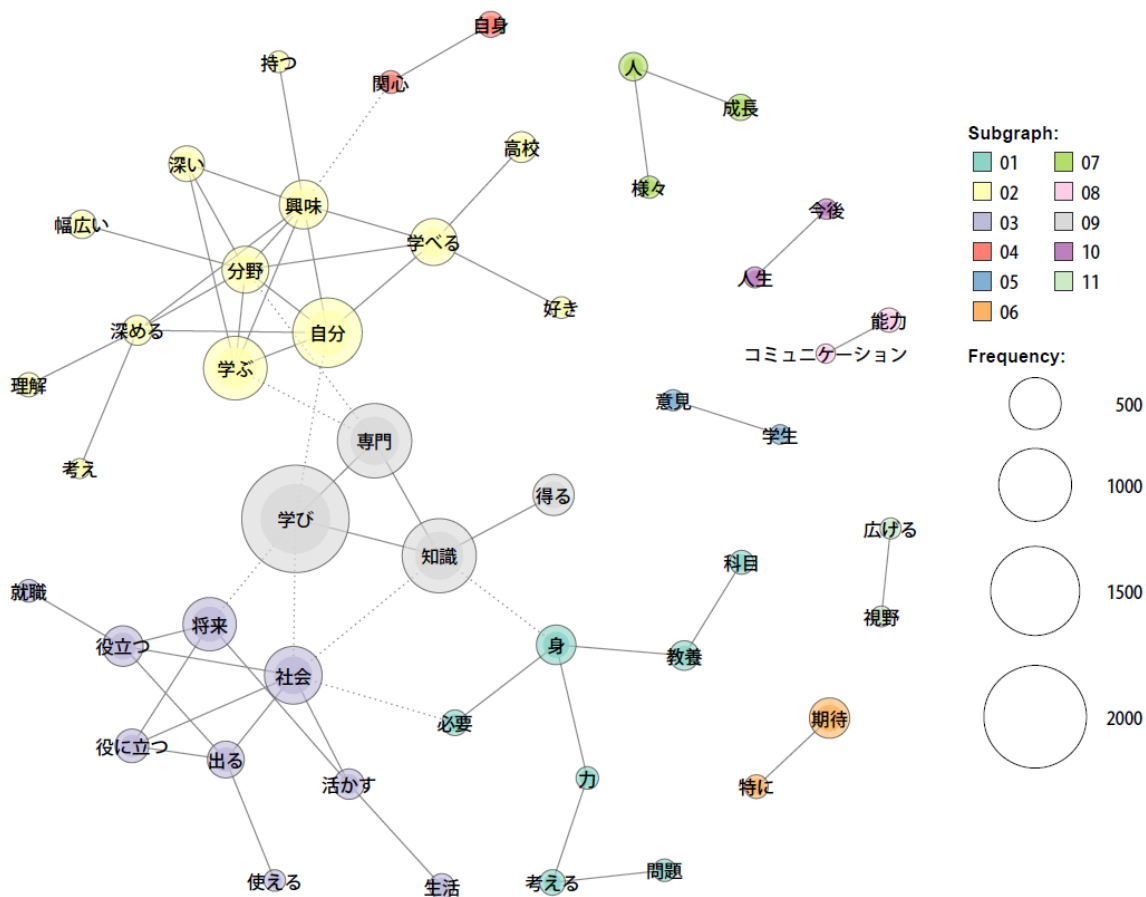 自身
持つ
関心
人
成長
高校
深い
様々
興味
今後
幅広い
学べる
分野
人生
好き
深める
自分
能力
コミュニケーション
学ぶ
理解
意見
学生
専門
考え
得る
学び
広げる
知識
科目
就職
視野
将来
役立つ
身
教養
社会
必要
期待
役に立つ
出る
活かす
力
特に
使える
生活
考える
問題
Subgraph:
01
07
02
08
03
09
04
10
05
11
06
Frequency:
500
1000
1500
2000